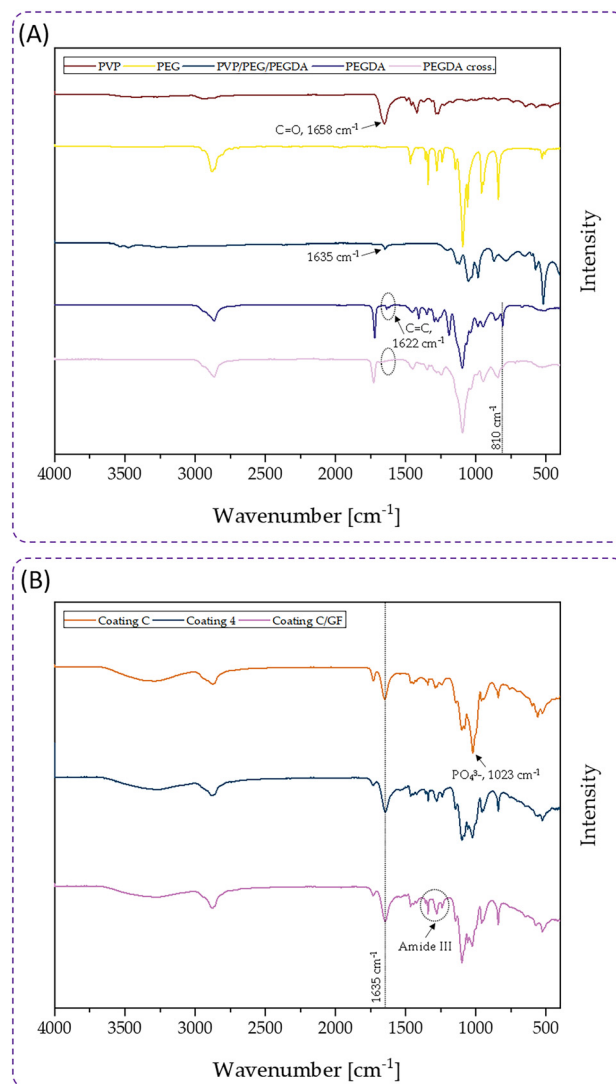 (A)
PVP PEG PVP/PEG/PEGDA PEGDA PEGDA cross.
C=O, 1658 cm⁻¹
1635 cm⁻¹
C=C,
1622 cm⁻¹
810 cm⁻¹
Intensity
4000 3500 3000 2500 2000 1500 1000 500
Wavenumber [cm⁻¹]
(B)
Coating C Coating 4 Coating C/GF
PO₄³⁻, 1023 cm⁻¹
Amide III
1635 cm⁻¹
Intensity
4000 3500 3000 2500 2000 1500 1000 500
Wavenumber [cm⁻¹]